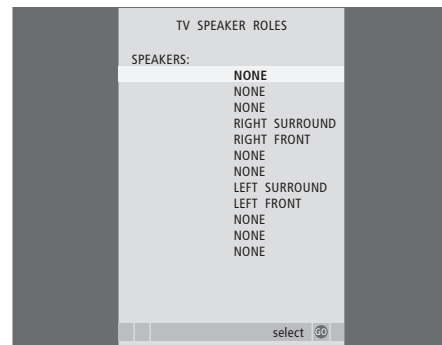 TV SPEAKER ROLES
SPEAKERS:
NONE
NONE
NONE
RIGHT SURROUND
RIGHT FRONT
NONE
NONE
LEFT SURROUND
LEFT FRONT
NONE
NONE
NONE
select GO